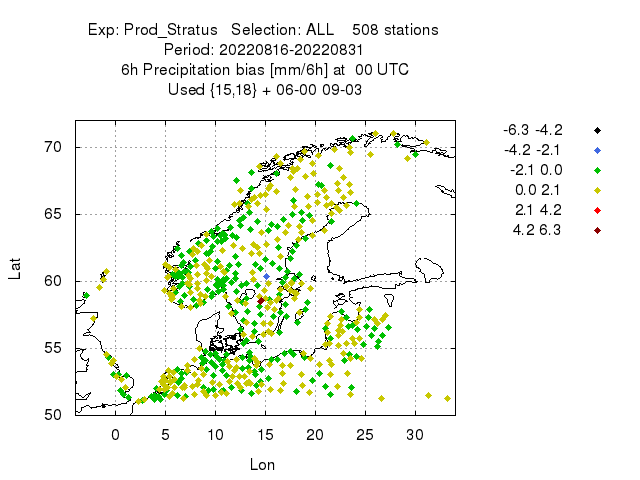 Exp: Prod_Stratus   Selection: ALL    508 stations
Period: 20220816-20220831
6h Precipitation bias [mm/6h] at  00 UTC
Used {15,18} + 06-00 09-03
-6.3 -4.2
-4.2 -2.1
-2.1 0.0
0.0 2.1
2.1 4.2
4.2 6.3
70
65
60
55
50
Lat
0 5 10 15 20 25 30
Lon